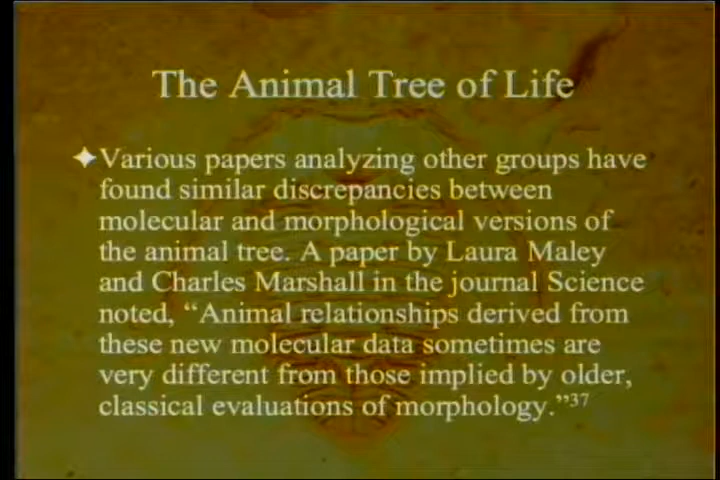 The Animal Tree of Life
✦Various papers analyzing other groups have
found similar discrepancies between
molecular and morphological versions of
the animal tree. A paper by Laura Maley
and Charles Marshall in the journal Science
noted, “Animal relationships derived from
these new molecular data sometimes are
very different from those implied by older,
classical evaluations of morphology.”³⁷